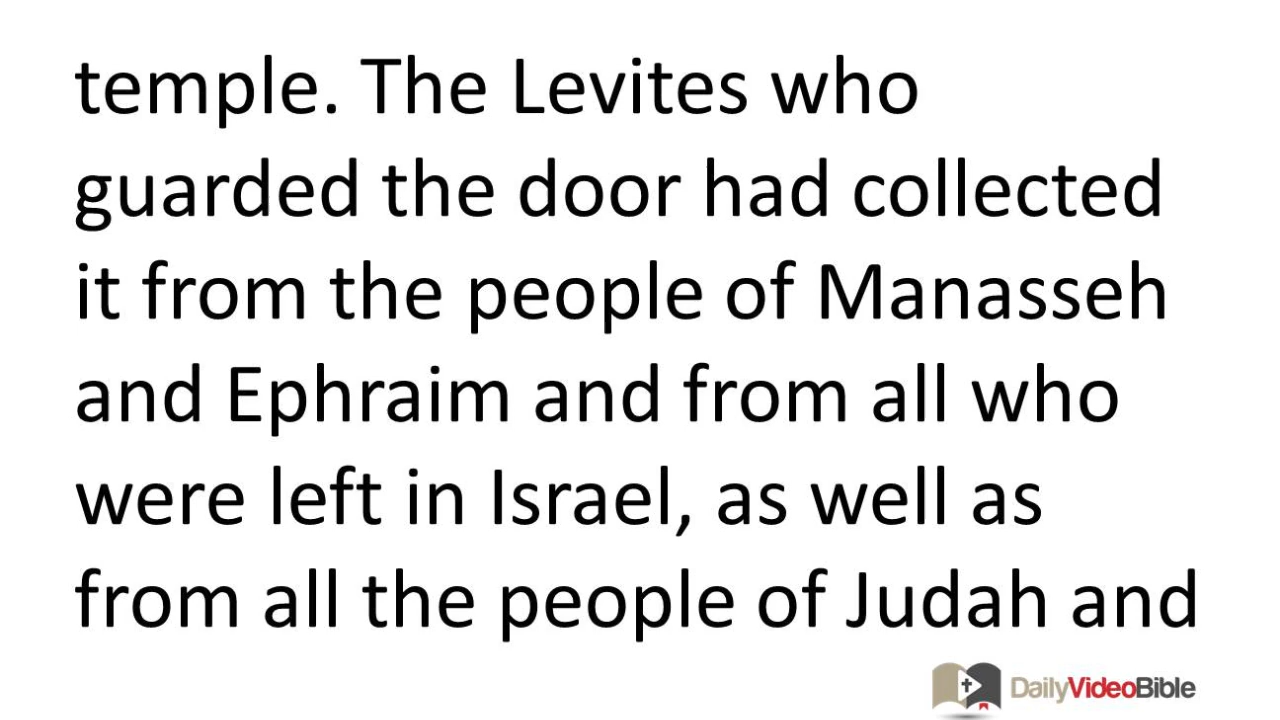 temple. The Levites who
guarded the door had collected
it from the people of Manasseh
and Ephraim and from all who
were left in Israel, as well as
from all the people of Judah and
DailyVideoBible